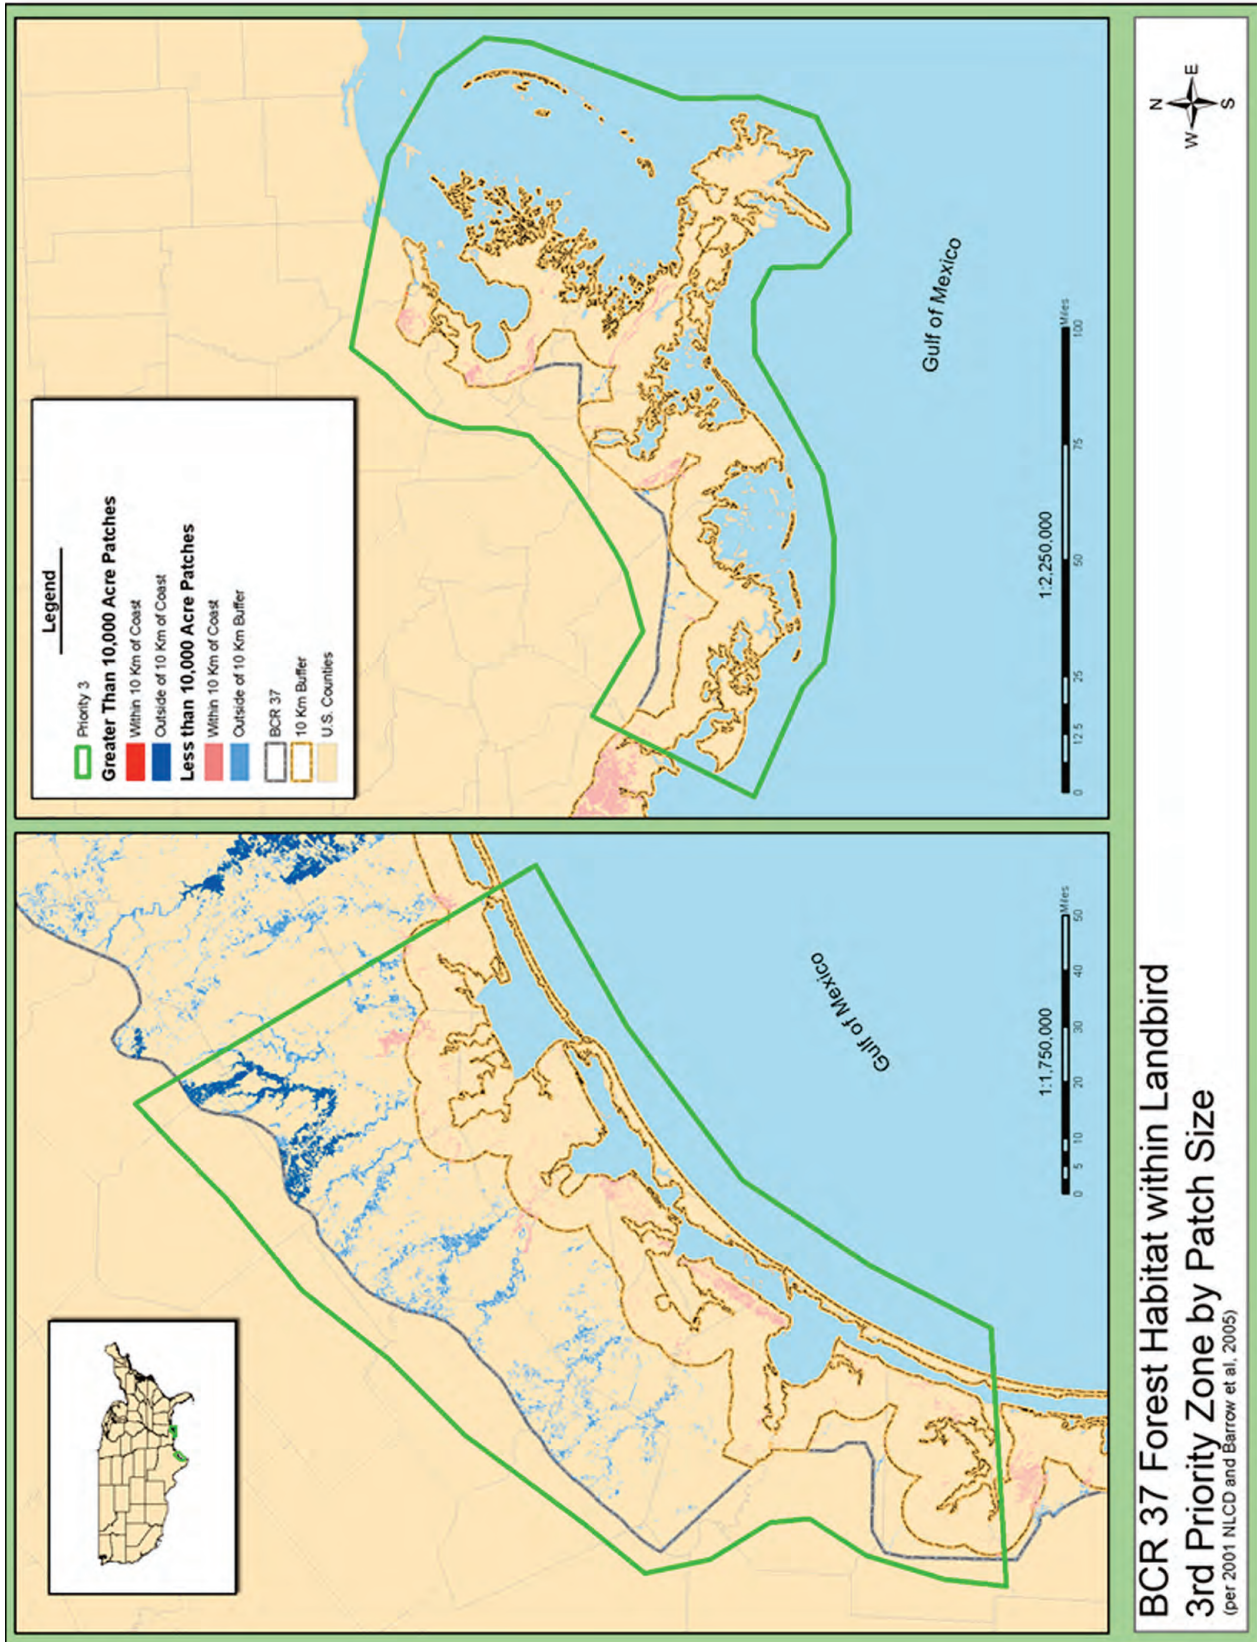 Legend
Priority 3
Greater Than 10,000 Acre Patches
Within 10 Km of Coast
Outside of 10 Km of Coast
Less than 10,000 Acre Patches
Within 10 Km of Coast
Outside of 10 Km Buffer
BCR 37
10 Km Buffer
U.S. Counties
Gulf of Mexico
1:1,750,000
0 5 10 20 30 40 50
Miles
Gulf of Mexico
1:2,250,000
0 12.5 25 50 75 100
Miles
BCR 37 Forest Habitat within Landbird
3rd Priority Zone by Patch Size
(per 2001 NLCD and Barrow et al, 2005)
N
W E
S